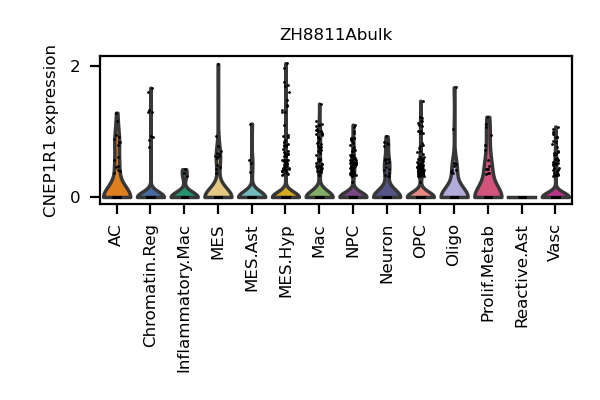 ZH8811Abulk
CNEP1R1 expression
2
0
AC
Chromatin.Reg
Inflammatory.Mac
MES
MES.Ast
MES.Hyp
Mac
NPC
Neuron
OPC
Oligo
Prolif.Metab
Reactive.Ast
Vasc